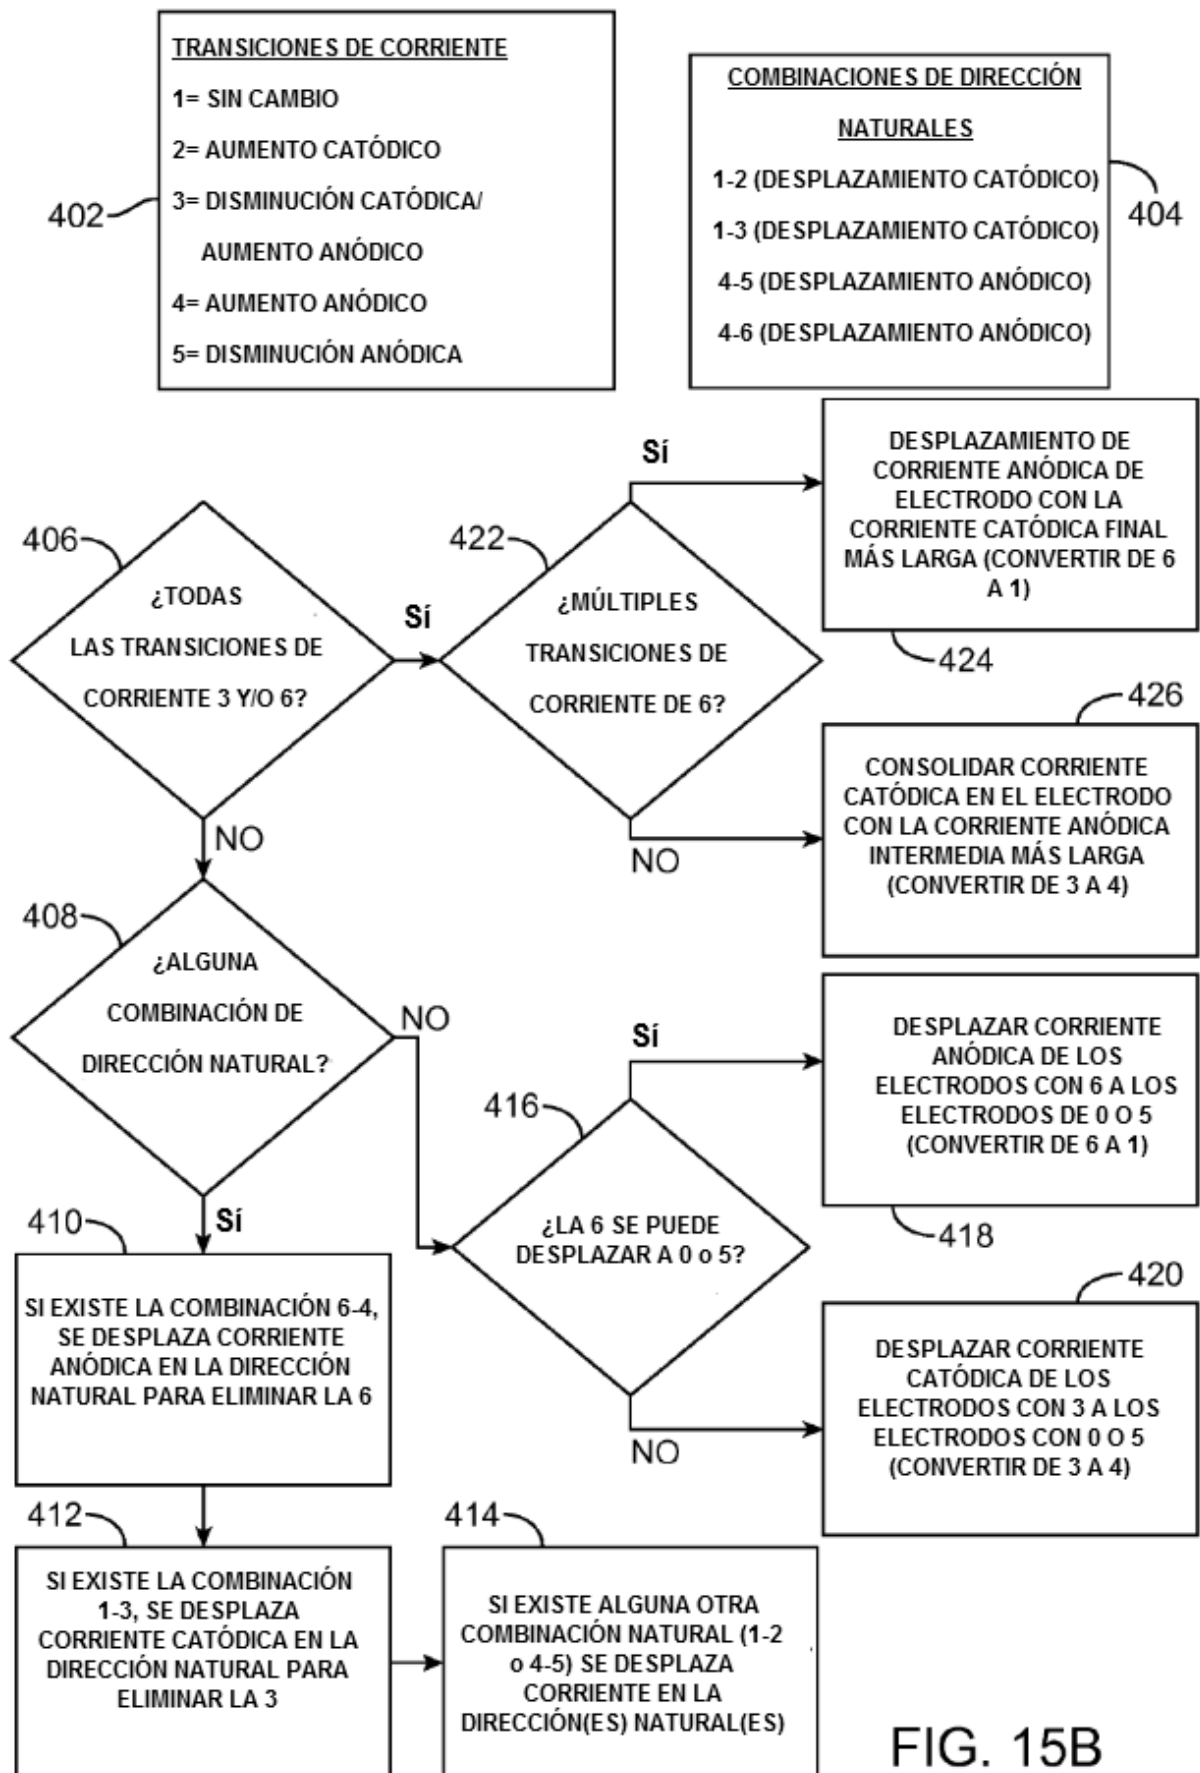 TRANSICIONES DE CORRIENTE
1= SIN CAMBIO
2= AUMENTO CATÓDICO
3= DISMINUCIÓN CATÓDICA/
AUMENTO ANÓDICO
4= AUMENTO ANÓDICO
5= DISMINUCIÓN ANÓDICA
402
COMBINACIONES DE DIRECCIÓN
NATURALES
1-2 (DESPLAZAMIENTO CATÓDICO)
1-3 (DESPLAZAMIENTO CATÓDICO)
4-5 (DESPLAZAMIENTO ANÓDICO)
4-6 (DESPLAZAMIENTO ANÓDICO)
404
406
¿TODAS
LAS TRANSICIONES DE
CORRIENTE 3 Y/O 6?
Sí
NO
422
¿MÚLTIPLES
TRANSICIONES DE
CORRIENTE DE 6?
Sí
NO
DESPLAZAMIENTO DE
CORRIENTE ANÓDICA DE
ELECTRODO CON LA
CORRIENTE CATÓDICA FINAL
MÁS LARGA (CONVERTIR DE 6
A 1)
424
426
CONSOLIDAR CORRIENTE
CATÓDICA EN EL ELECTRODO
CON LA CORRIENTE ANÓDICA
INTERMEDIA MÁS LARGA
(CONVERTIR DE 3 A 4)
408
¿ALGUNA
COMBINACIÓN DE
DIRECCIÓN NATURAL?
NO
Sí
416
¿LA 6 SE PUEDE
DESPLAZAR A 0 o 5?
Sí
NO
DESPLAZAR CORRIENTE
ANÓDICA DE LOS
ELECTRODOS CON 6 A LOS
ELECTRODOS DE 0 O 5
(CONVERTIR DE 6 A 1)
418
420
DESPLAZAR CORRIENTE
CATÓDICA DE LOS
ELECTRODOS CON 3 A LOS
ELECTRODOS CON 0 O 5
(CONVERTIR DE 3 A 4)
410
SI EXISTE LA COMBINACIÓN 6-4,
SE DESPLAZA CORRIENTE
ANÓDICA EN LA DIRECCIÓN
NATURAL PARA ELIMINAR LA 6
412
SI EXISTE LA COMBINACIÓN
1-3, SE DESPLAZA
CORRIENTE CATÓDICA EN LA
DIRECCIÓN NATURAL PARA
ELIMINAR LA 3
414
SI EXISTE ALGUNA OTRA
COMBINACIÓN NATURAL (1-2
o 4-5) SE DESPLAZA
CORRIENTE EN LA
DIRECCIÓN(ES) NATURAL(ES)
FIG. 15B